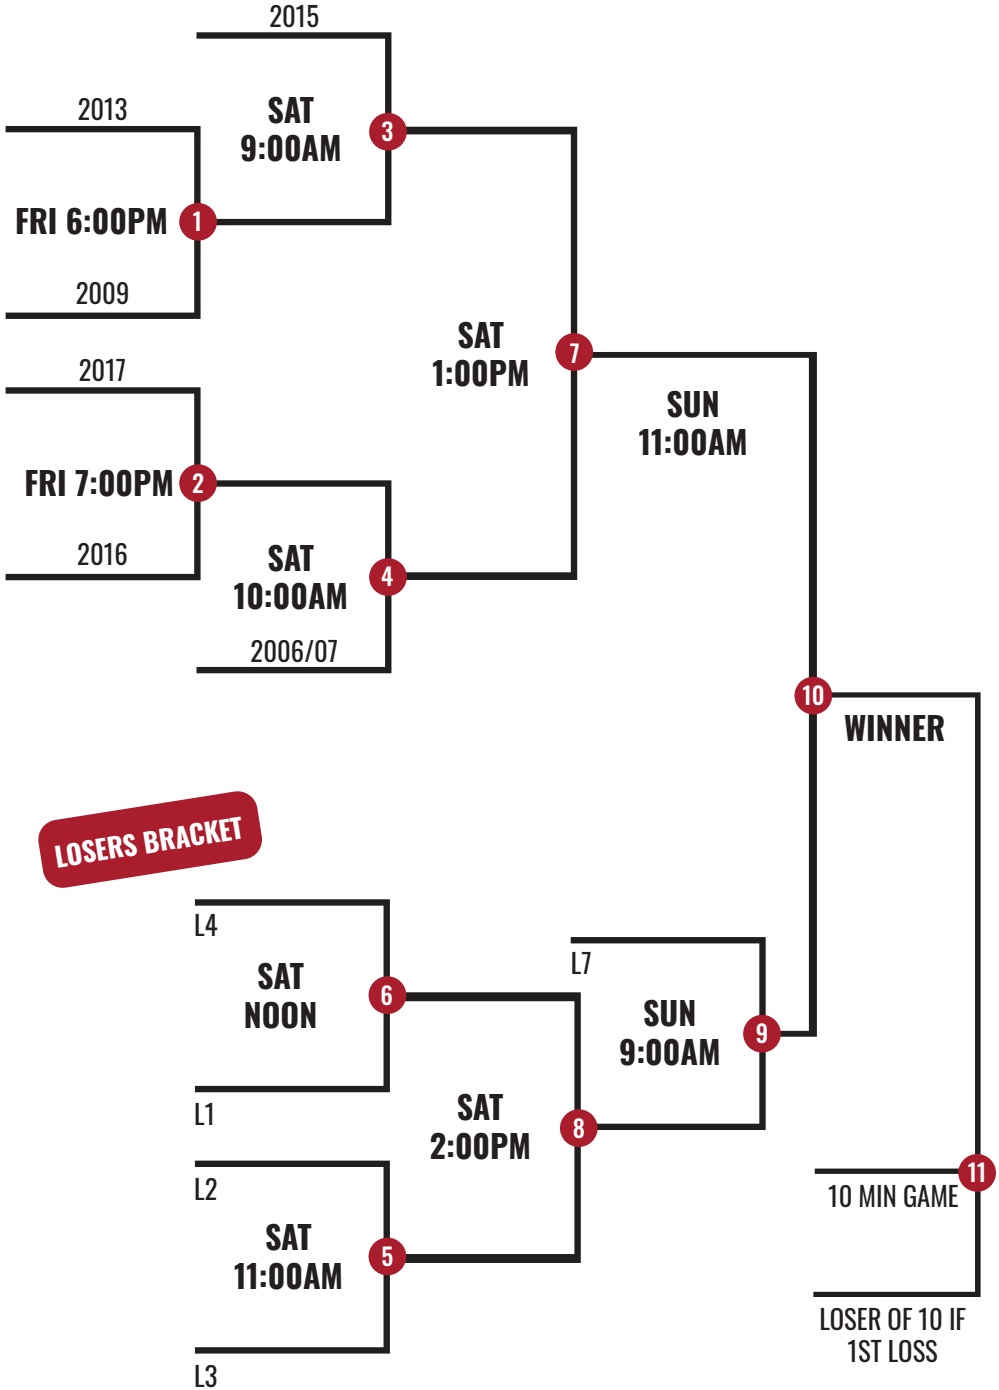 2015
SAT
9:00AM
3
2013
FRI 6:00PM
1
2009
SAT
1:00PM
7
2017
SUN
11:00AM
FRI 7:00PM
2
2016
SAT
10:00AM
4
2006/07
10
WINNER
LOSERS BRACKET
L4
SAT
NOON
6
L1
L7
SUN
9:00AM
9
SAT
2:00PM
8
L2
SAT
11:00AM
5
L3
11
10 MIN GAME
LOSER OF 10 IF
1ST LOSS